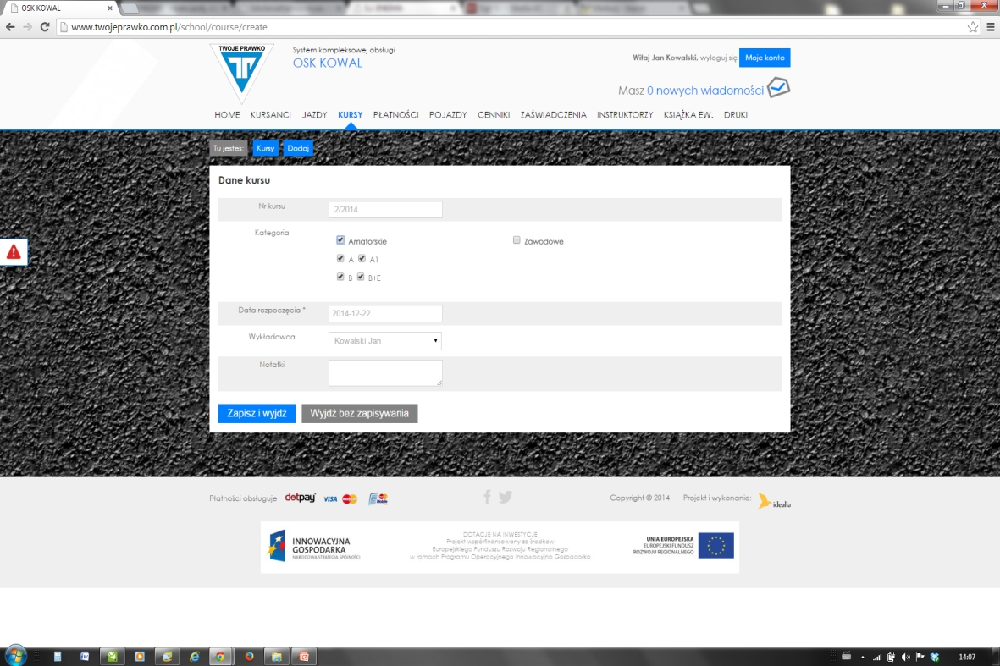 OSK KOWAL
www.twojeprawko.com.pl/school/course/create
TWOJE PRAWKO
System kompleksowej obsługi
OSK KOWAL
Witaj Jan Kowalski, wyloguj się Moje konto
Masz 0 nowych wiadomości
HOME KURSANCI JAZDY KURSY PŁATNOŚCI POJAZDY CENNIKI ZAŚWIADCZENIA INSTRUKTORZY KSIĄŻKA EW. DRUKI
Tu jesteś: Kursy Dodaj
Dane kursu
Nr kursu 2/2014
Kategoria
Amatorskie Zawodowe
A A1
B B+E
Data rozpoczęcia * 2014-12-22
Wykładowca Kowalski Jan
Notatki
Zapisz i wyjdź Wyjdź bez zapisywania
Płatności obsługuje dotpay VISA
Copyright © 2014 Projekt i wykonanie: idealia
INNOWACYJNA
GOSPODARKA
NARODOWA STRATEGIA SPÓJNOŚCI
DOTACJE NA INWESTYCJE
Projekt współfinansowany ze środków
Europejskiego Funduszu Rozwoju Regionalnego
w ramach Programu Operacyjnego Innowacyjna Gospodarka
UNIA EUROPEJSKA
EUROPEJSKI FUNDUSZ
ROZWOJU REGIONALNEGO
14:07